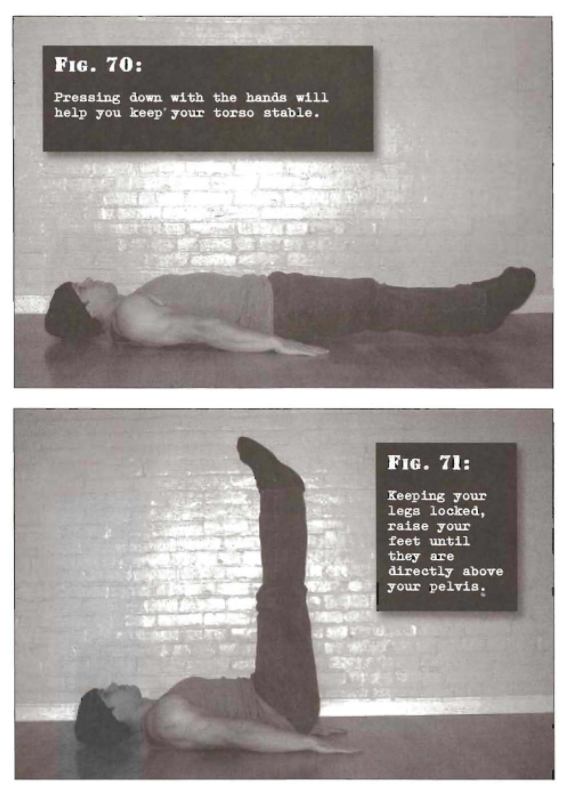 Fig. 70:
Pressing down with the hands will
help you keep your torso stable.
Fig. 71:
Keeping your
legs locked,
raise your
feet until
they are
directly above
your pelvis.